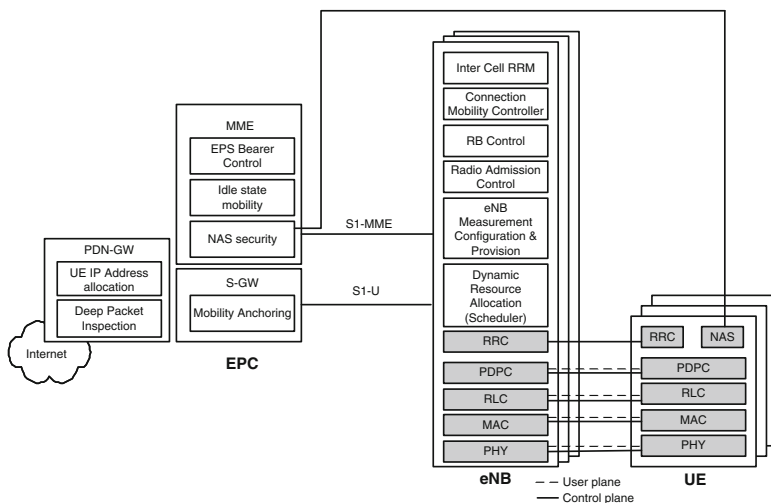 Inter Cell RRM
Connection
Mobility Controller
RB Control
Radio Admission
Control
eNB
Measurement
Configuration &
Provision
Dynamic
Resource
Allocation
(Scheduler)
RRC
PDPC
RLC
MAC
PHY
eNB
MME
EPS Bearer
Control
Idle state
mobility
NAS security
S1-MME
PDN-GW
UE IP Address
allocation
Deep Packet
Inspection
Internet
S-GW
Mobility Anchoring
S1-U
EPC
RRC
NAS
PDPC
RLC
MAC
PHY
UE
User plane
Control plane